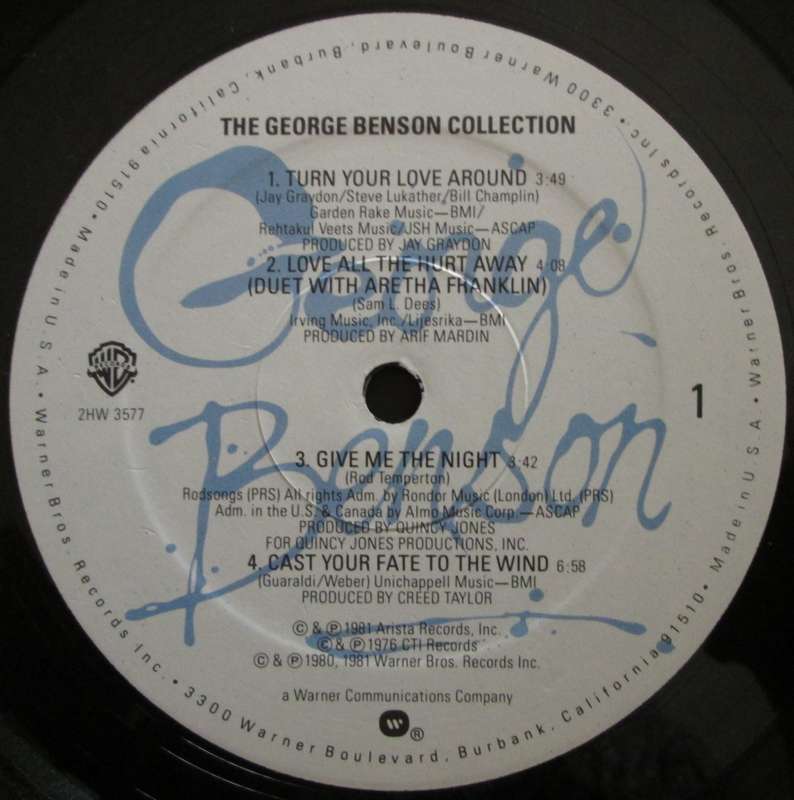 THE GEORGE BENSON COLLECTION
1. TURN YOUR LOVE AROUND 3:49
(Jay Graydon/Steve Lukather/Bill Champlin)
Garden Rake Music—BMI/
Rehtakul Veets Music/JSH Music—ASCAP
PRODUCED BY JAY GRAYDON
2. LOVE ALL THE HURT AWAY 4:08
(DUET WITH ARETHA FHANKLIN)
(Sam L. Dees)
Irving Music, Inc./Lijesrika—BMI
PRODUCED BY ARIF MARDIN
George
Benson
WB
RECORDS
2HW 3577
1
3. GIVE ME THE NIGHT 3:42
(Rod Temperton)
Rodsongs (PRS) All rights Adm. by Rondor Music (London) Ltd. (PRS)
Adm. in the U.S. & Canada by Almo Music Corp.—ASCAP
PRODUCED BY QUINCY JONES
FOR QUINCY JONES PRODUCTIONS, INC.
4. CAST YOUR FATE TO THE WIND 6:58
(Guaraldi/Weber) Unichappell Music—BMI
PRODUCED BY CREED TAYLOR
© & ℗ 1981 Arista Records, Inc.
© & ℗ 1976 CTI Records
© & ℗ 1980, 1981 Warner Bros. Records Inc.
a Warner Communications Company
®
Warner Bros. Records Inc. • 3300 Warner Boulevard, Burbank, California 91510 • Made in U.S.A. •
Warner Bros. Records Inc. • 3300 Warner Boulevard, Burbank, California 91510 • Made in U.S.A. •